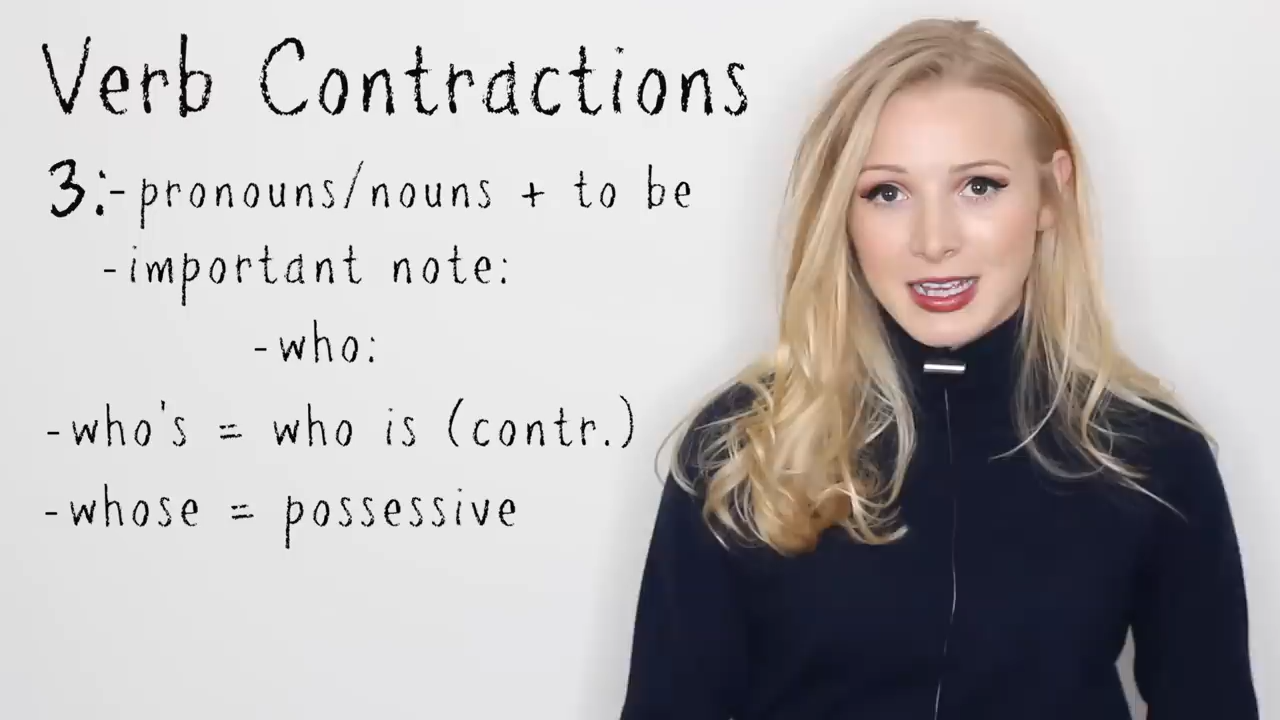 Verb Contractions
3:- pronouns/nouns + to be
-important note:
-who:
-who's = who is (contr.)
-whose = possessive